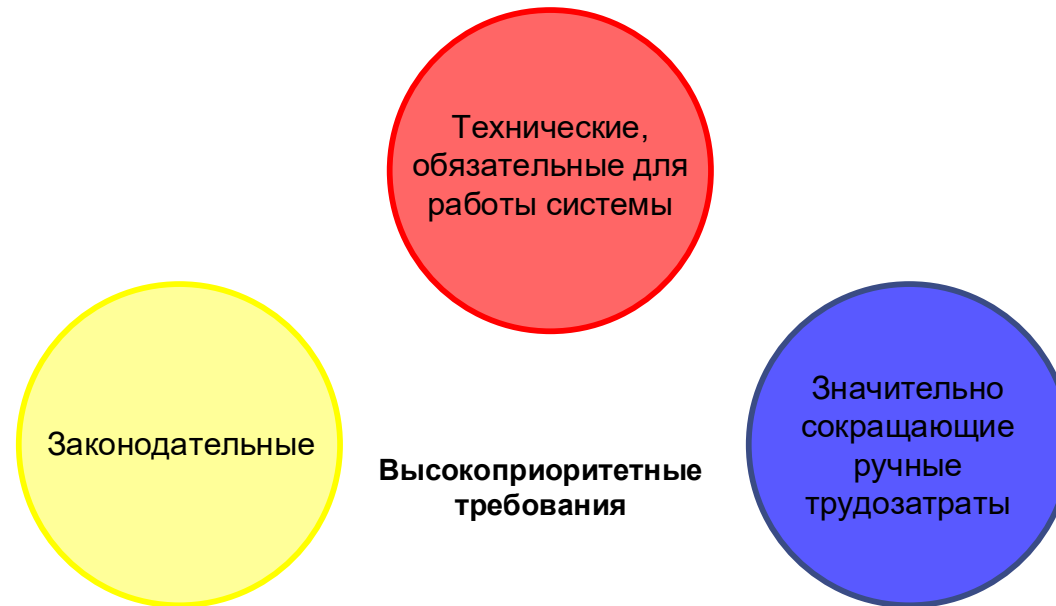 Технические,
обязательные для
работы системы
Законодательные
Высокоприоритетные
требования
Значительно
сокращающие
ручные
трудозатраты